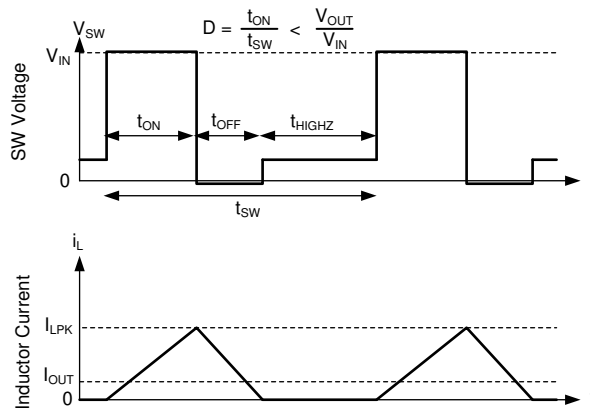 V_SW
D = t_ON / t_SW < V_OUT / V_IN
V_IN
SW Voltage
t_ON
t_OFF
t_HIGHZ
0
t_SW
i_L
Inductor Current
I_LPK
I_OUT
0